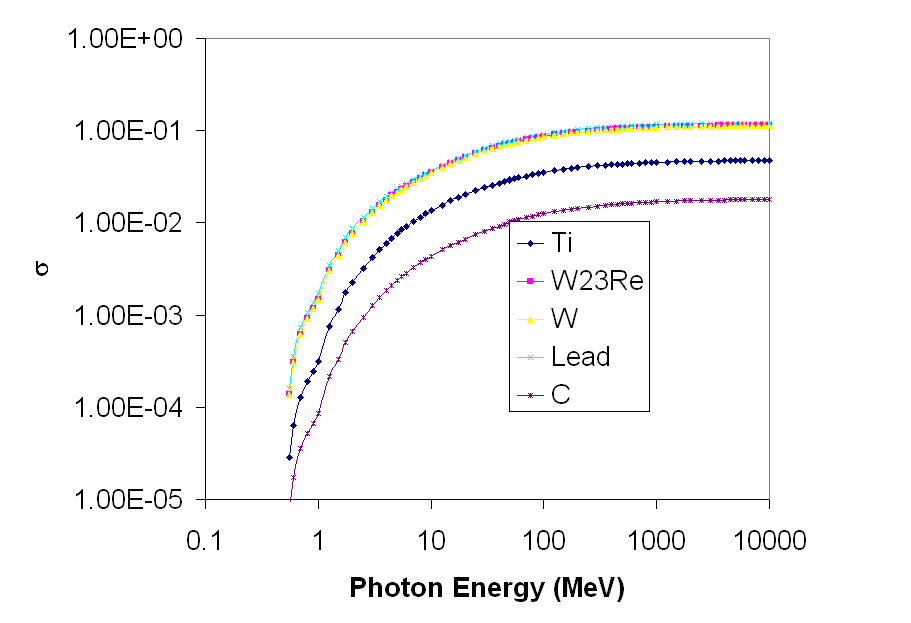 1.00E+00
1.00E-01
1.00E-02
1.00E-03
1.00E-04
1.00E-05
σ
Ti
W23Re
W
Lead
C
0.1 1 10 100 1000 10000
Photon Energy (MeV)